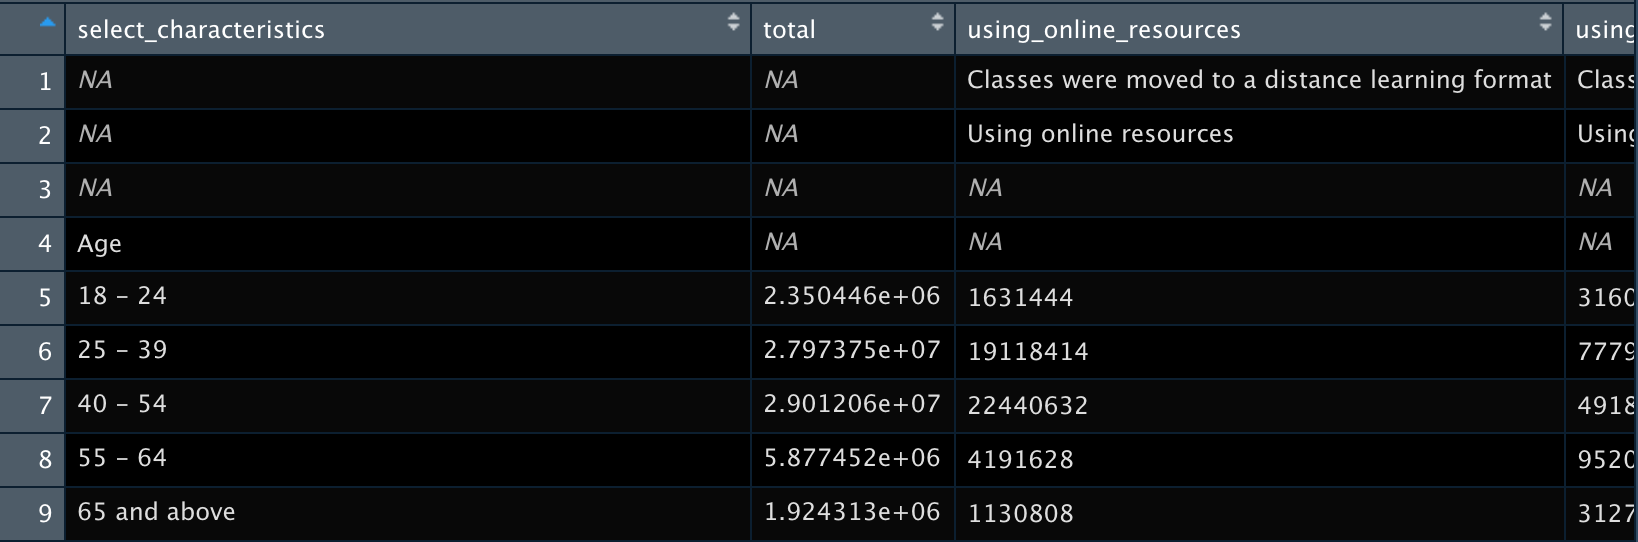 select_characteristics total using_online_resources using
1 NA NA Classes were moved to a distance learning format Class
2 NA NA Using online resources Using
3 NA NA NA NA
4 Age NA NA NA
5 18 – 24 2.350446e+06 1631444 3160
6 25 – 39 2.797375e+07 19118414 7779
7 40 – 54 2.901206e+07 22440632 4918
8 55 – 64 5.877452e+06 4191628 9520
9 65 and above 1.924313e+06 1130808 3127